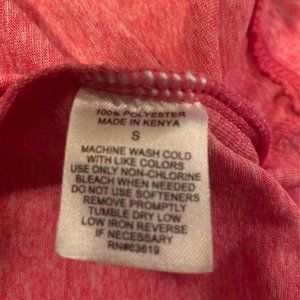 100% POLYESTER
MADE IN KENYA
S
MACHINE WASH COLD
WITH LIKE COLORS
USE ONLY NON-CHLORINE
BLEACH WHEN NEEDED
DO NOT USE SOFTENERS
REMOVE PROMPTLY
TUMBLE DRY LOW
LOW IRON REVERSE
IF NECESSARY
RN#63619